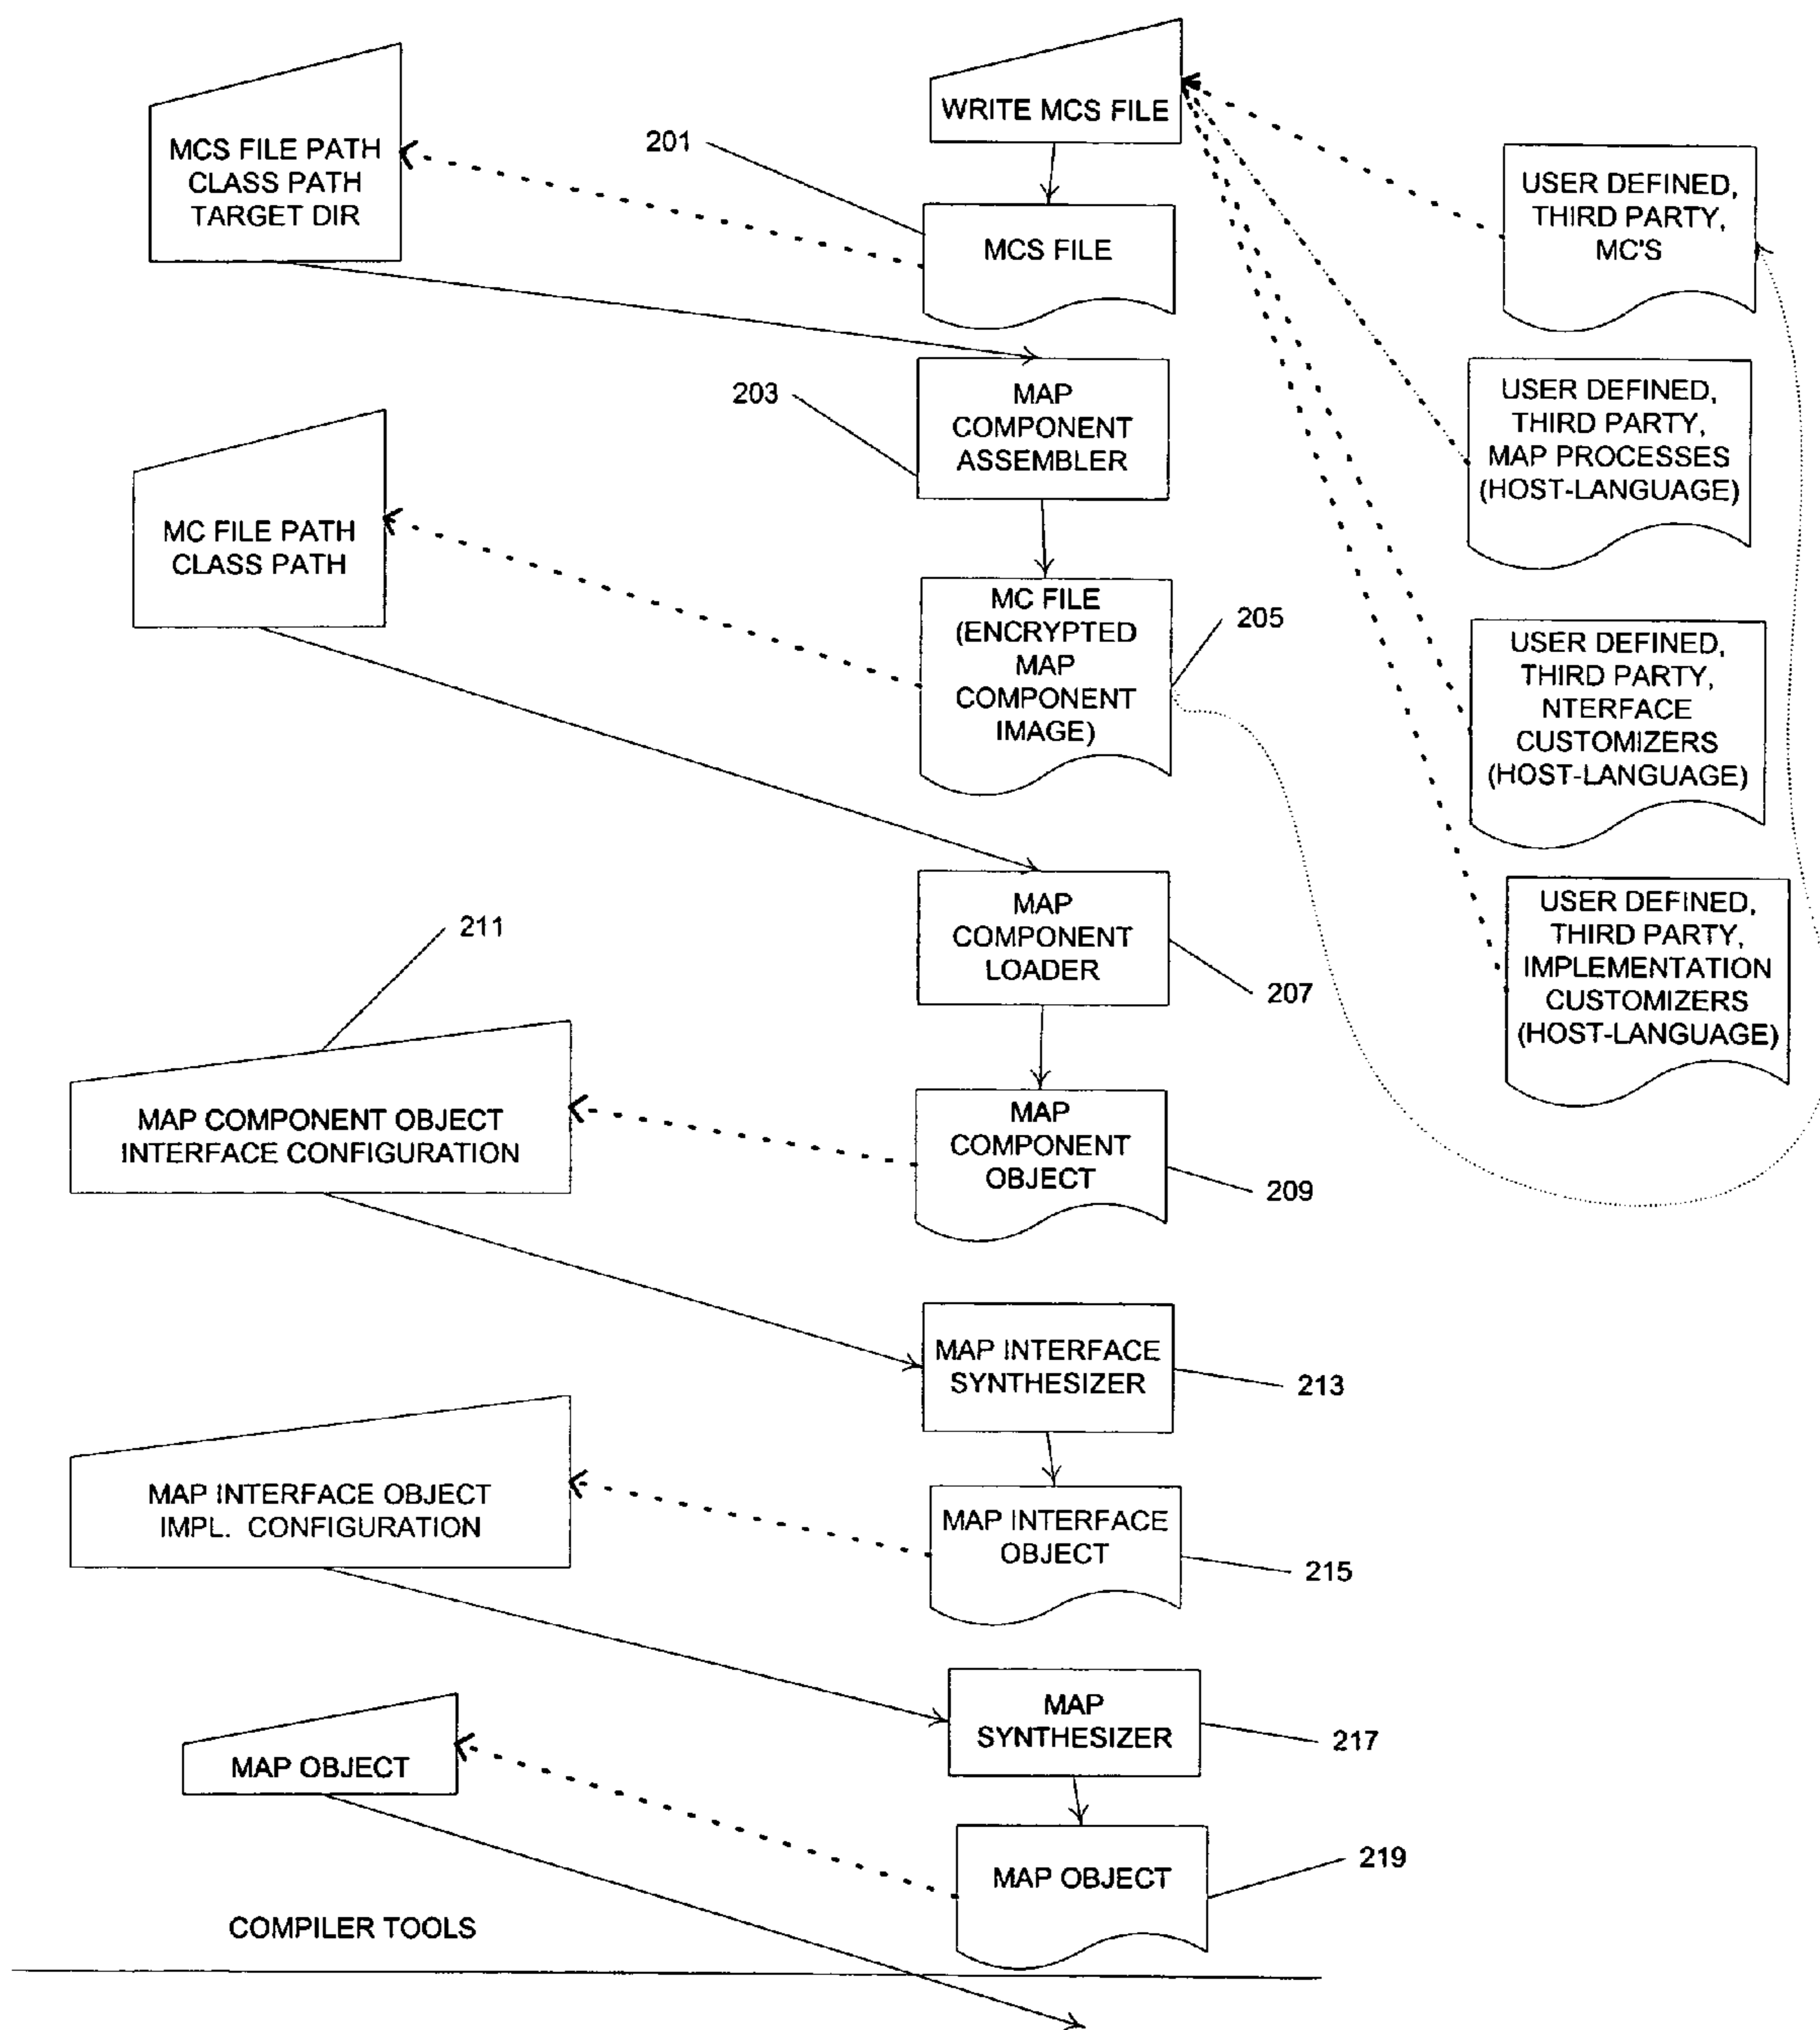 WRITE MCS FILE
MCS FILE PATH
CLASS PATH
TARGET DIR
201
MCS FILE
USER DEFINED,
THIRD PARTY,
MC'S
203
MAP
COMPONENT
ASSEMBLER
USER DEFINED,
THIRD PARTY,
MAP PROCESSES
(HOST-LANGUAGE)
MC FILE PATH
CLASS PATH
MC FILE
(ENCRYPTED
MAP
COMPONENT
IMAGE)
205
USER DEFINED,
THIRD PARTY,
NTERFACE
CUSTOMIZERS
(HOST-LANGUAGE)
211
MAP
COMPONENT
LOADER
207
USER DEFINED,
THIRD PARTY,
IMPLEMENTATION
CUSTOMIZERS
(HOST-LANGUAGE)
MAP COMPONENT OBJECT
INTERFACE CONFIGURATION
MAP
COMPONENT
OBJECT
209
MAP INTERFACE
SYNTHESIZER
213
MAP INTERFACE OBJECT
IMPL. CONFIGURATION
MAP INTERFACE
OBJECT
215
MAP
SYNTHESIZER
217
MAP OBJECT
MAP OBJECT
219
COMPILER TOOLS